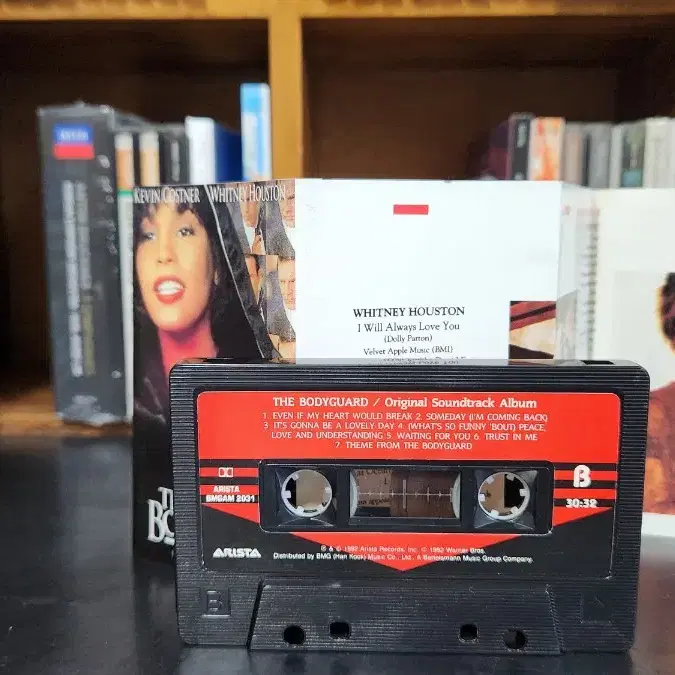 DECCA
KEVIN COSTNER WHITNEY HOUSTON
WHITNEY HOUSTON
I Will Always Love You
(Dolly Parton)
Velvet Apple Music (BMI)
THE BODYGUARD / Original Soundtrack Album
1. EVEN IF MY HEART WOULD BREAK 2. SOMEDAY (I'M COMING BACK)
3. IT'S GONNA BE A LOVELY DAY 4. (WHAT'S SO FUNNY 'BOUT) PEACE,
LOVE AND UNDERSTANDING 5. WAITING FOR YOU 6. TRUST IN ME
7. THEME FROM THE BODYGUARD
ARISTA
BMGAM 2031
B
30:32
ARISTA
℗ & © 1992 Arista Records, Inc. © 1992 Warner Bros.
Distributed by BMG (Han Kook) Music Co., Ltd., A Bertelsmann Music Group Company.
B